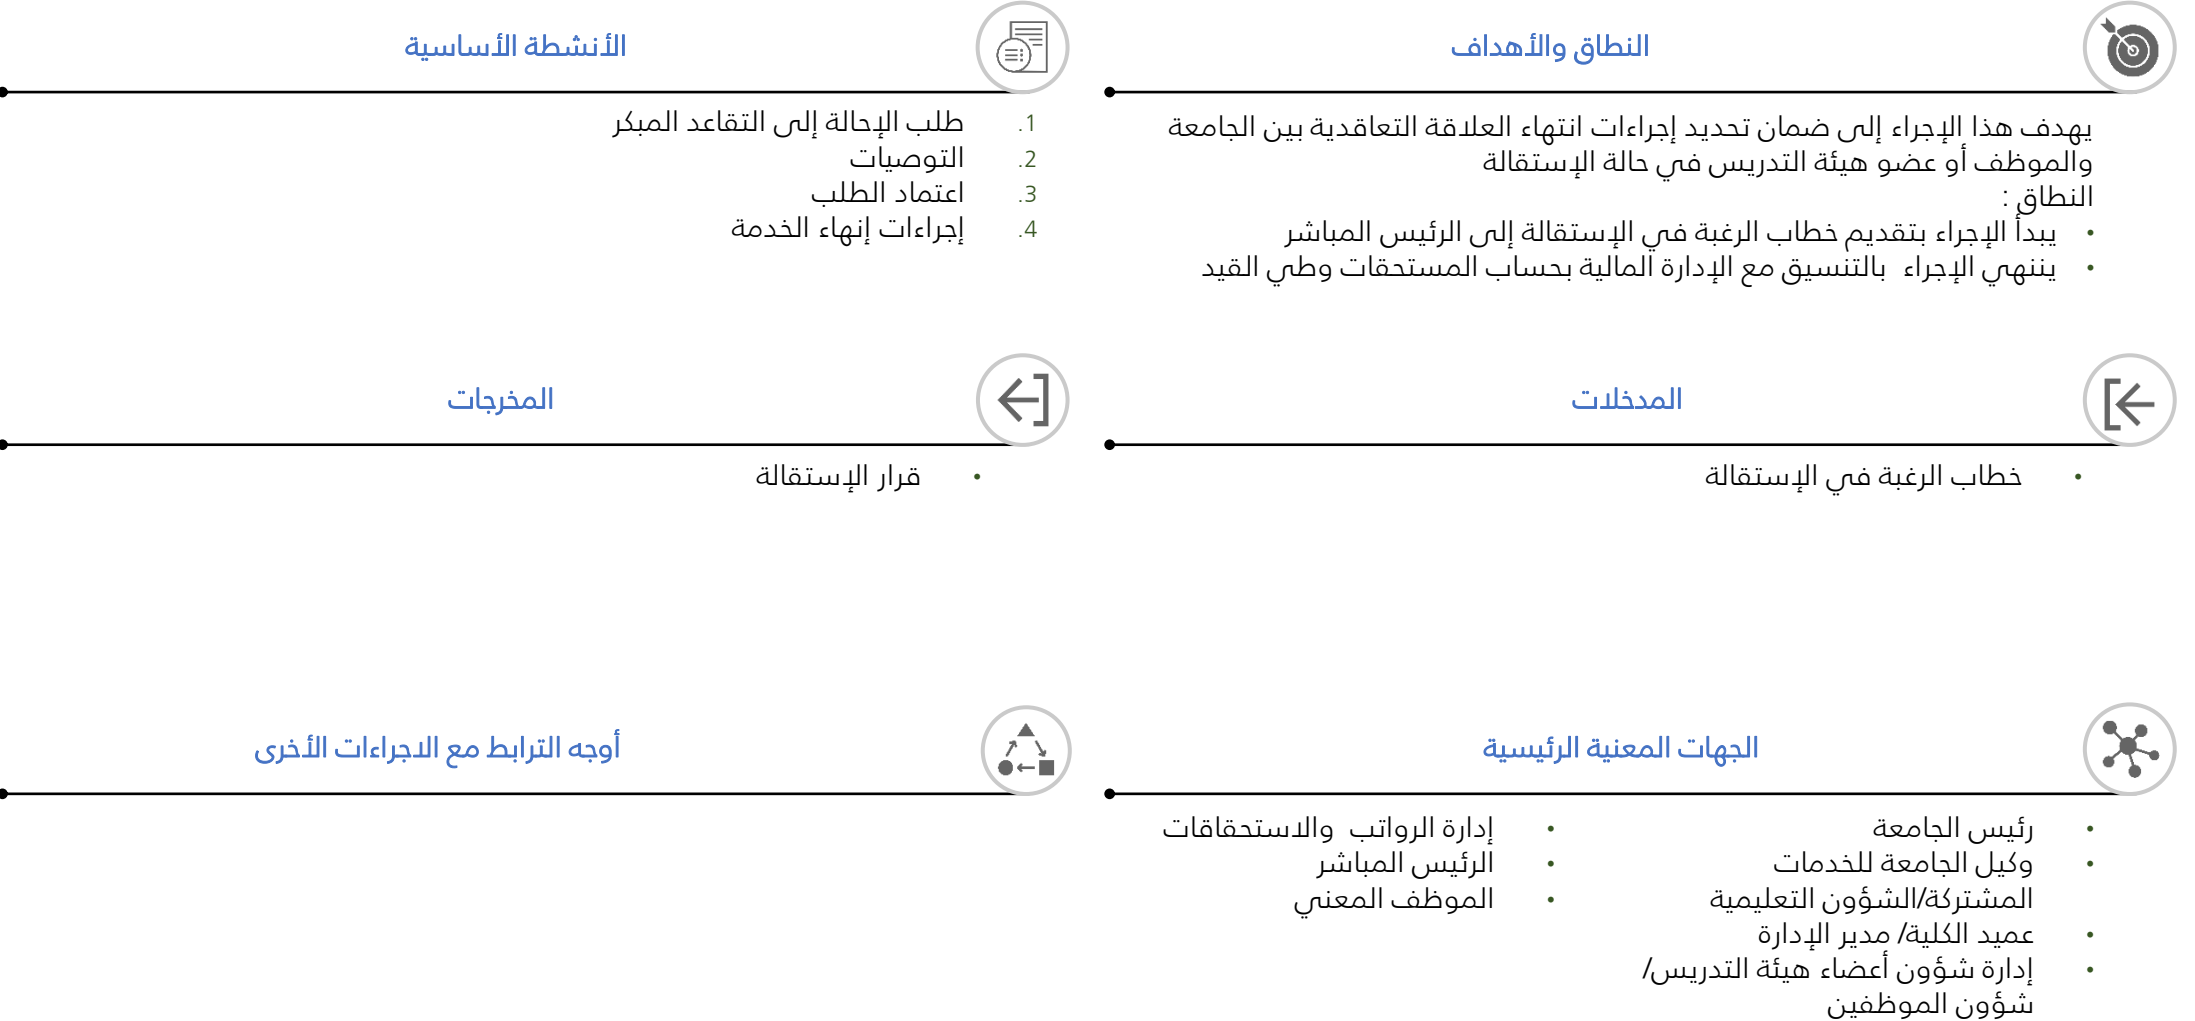 النطاق والأهداف
يهدف هذا الإجراء إلى ضمان تحديد إجراءات انتهاء العلاقة التعاقدية بين الجامعة
والموظف أو عضو هيئة التدريس في حالة الإستقالة
النطاق :
• يبدأ الإجراء بتقديم خطاب الرغبة في الإستقالة إلى الرئيس المباشر
• يننهي الإجراء بالتنسيق مع الإدارة المالية بحساب المستحقات وطي القيد
الأنشطة الأساسية
1. طلب الإحالة إلى التقاعد المبكر
2. التوصيات
3. اعتماد الطلب
4. إجراءات إنهاء الخدمة
المدخلات
• خطاب الرغبة في الإستقالة
المخرجات
• قرار الإستقالة
الجهات المعنية الرئيسية
• رئيس الجامعة
• وكيل الجامعة للخدمات
المشتركة/الشؤون التعليمية
• عميد الكلية/ مدير الإدارة
• إدارة شؤون أعضاء هيئة التدريس/
شؤون الموظفين
• إدارة الرواتب والاستحقاقات
• الرئيس المباشر
• الموظف المعني
أوجه الترابط مع الاجراءات الأخرى